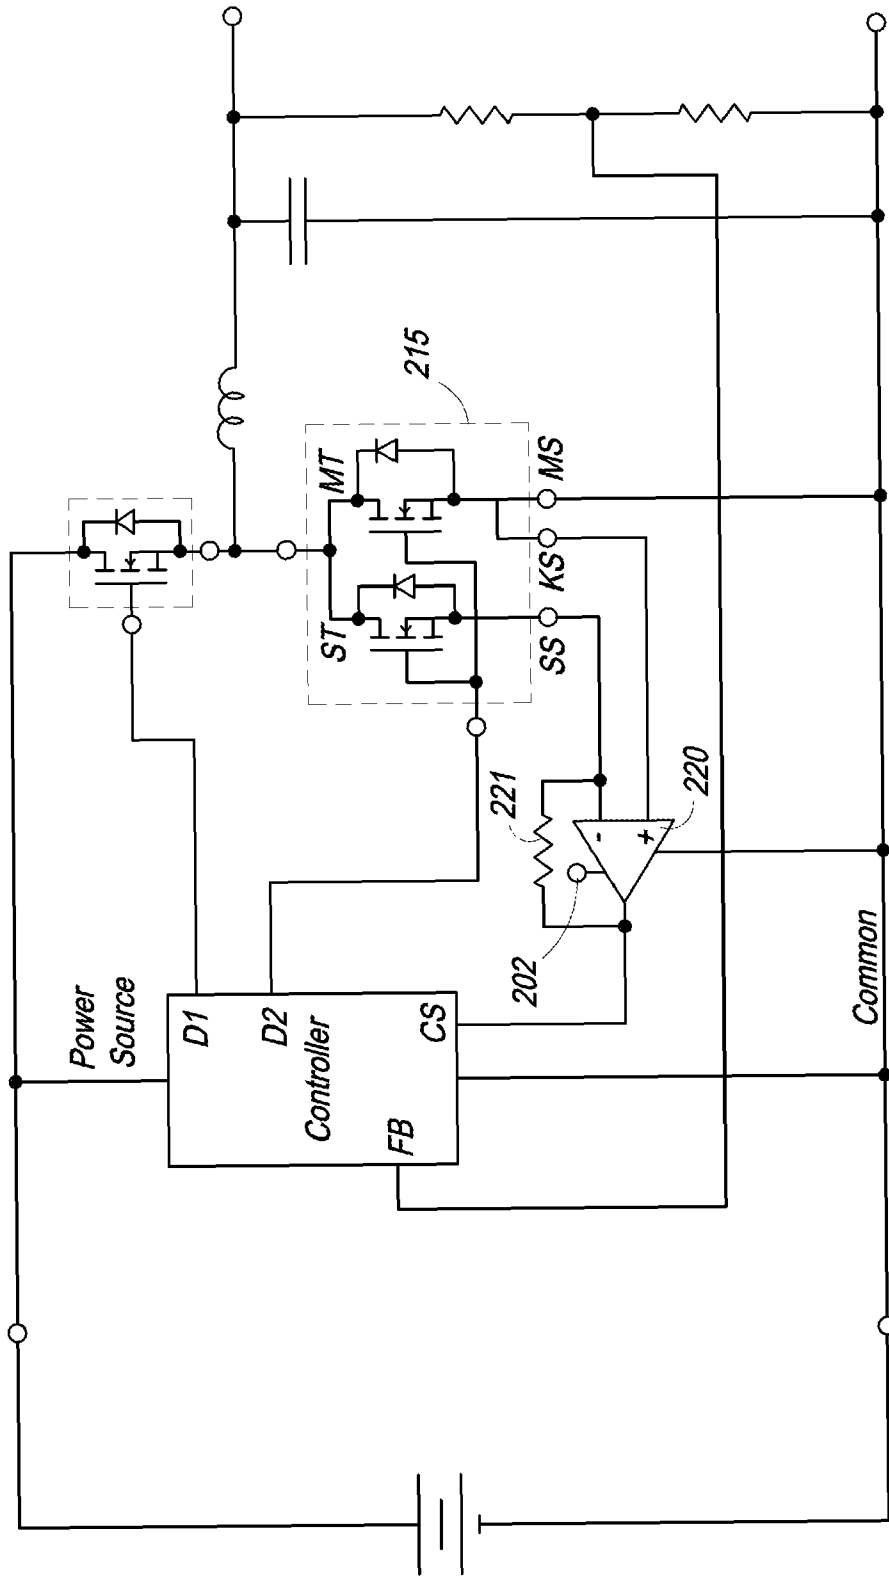 Power
Source
D1
D2
Controller
CS
FB
ST
MT
215
SS
KS
MS
221
202
-
+
220
Common